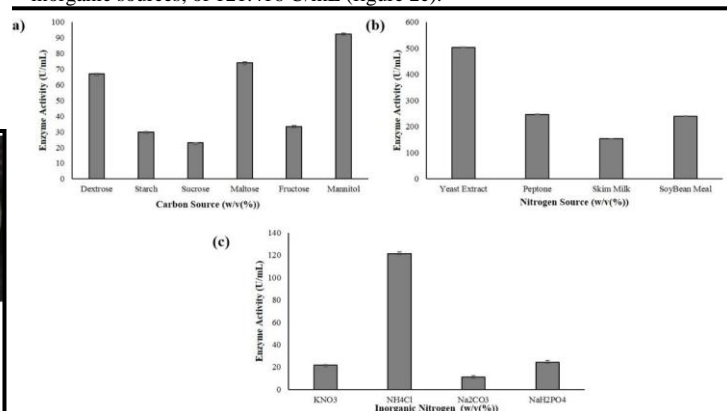 inorganic sources, of 121.418 U/mL (figure 2c).
a)
100
90
80
70
60
50
40
30
20
10
0
Enzyme Activity (U/mL)
Dextrose Starch Sucrose Maltose Fructose Mannitol
Carbon Source (w/v(%))
(b)
600
500
400
300
200
100
0
Enzyme Activity (U/mL)
Yeast Extract Peptone Skim Milk SoyBean Meal
Nitrogen Source (w/v(%))
(c)
140
120
100
80
60
40
20
0
Enzyme Activity (U/mL)
KNO3 NH4Cl Na2CO3 NaH2PO4
Inorganic Nitrogen (w/v(%))